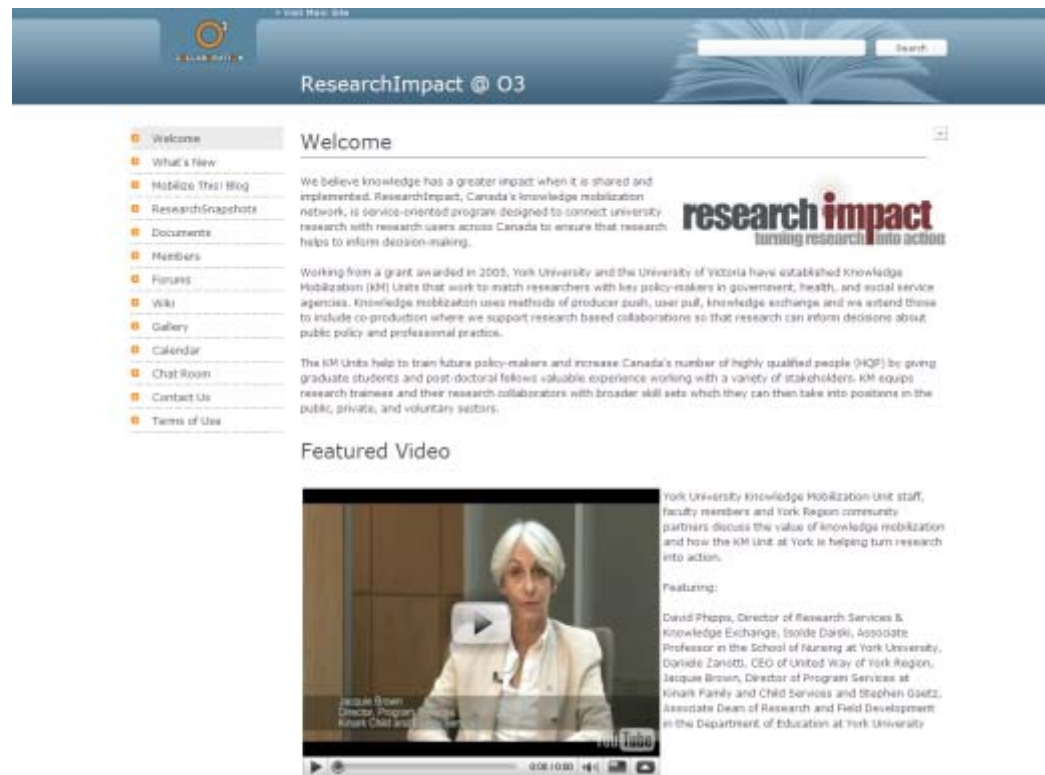 » Visit Main Site
O3
COLLABORATION
Search
ResearchImpact @ O3
Welcome
What's New
Mobilize This! Blog
ResearchSnapshots
Documents
Members
Forums
Wiki
Gallery
Calendar
Chat Room
Contact Us
Terms of Use
Welcome
We believe knowledge has a greater impact when it is shared and
implemented. ResearchImpact, Canada's knowledge mobilization
network, is service-oriented program designed to connect university
research with research users across Canada to ensure that research
helps to inform decision-making.
research impact
turning research into action
Working from a grant awarded in 2005, York University and the University of Victoria have established Knowledge
Mobilization (KM) Units that work to match researchers with key policy-makers in government, health, and social service
agencies. Knowledge moblizaiton uses methods of producer push, user pull, knowledge exchange and we extend those
to include co-production where we support research based collaborations so that research can inform decisions about
public policy and professional practice.
The KM Units help to train future policy-makers and increase Canada's number of highly qualified people (HQP) by giving
graduate students and post-doctoral fellows valuable experience working with a variety of stakeholders. KM equips
research trainees and their research collaborators with broader skill sets which they can then take into positions in the
public, private, and voluntary sectors.
Featured Video
Jacquie Brown
Director, Program
Kinark Child and
YouTube
0:00 / 0:00
York University Knowledge Mobilization Unit staff,
faculty members and York Region community
partners discuss the value of knowledge mobilization
and how the KM Unit at York is helping turn research
into action.
Featuring:
David Phipps, Director of Research Services &
Knowledge Exchange, Isolde Daiski, Associate
Professor in the School of Nursing at York University,
Daniele Zanotti, CEO of United Way of York Region,
Jacquie Brown, Director of Program Services at
Kinark Family and Child Services and Stephen Gaetz,
Associate Dean of Research and Field Development
in the Department of Education at York University